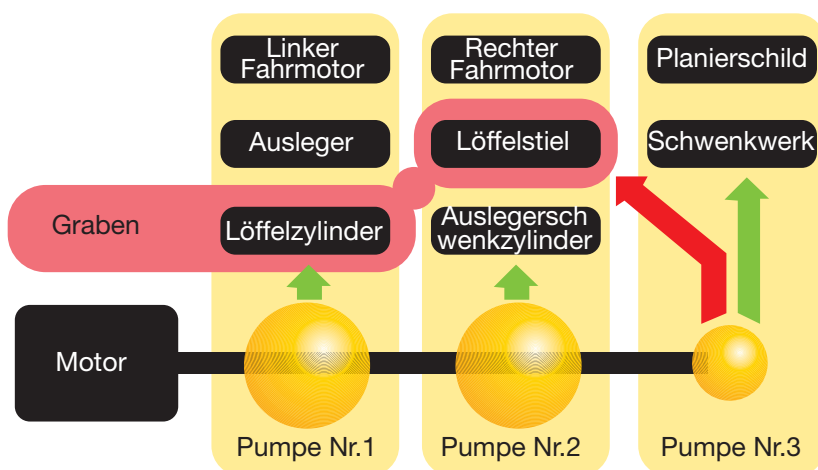 Linker
Fahrmotor
Rechter
Fahrmotor
Planierschild
Ausleger
Löffelstiel
Schwenkwerk
Graben
Löffelzylinder
Auslegersch
wenkzylinder
Motor
Pumpe Nr.1
Pumpe Nr.2
Pumpe Nr.3